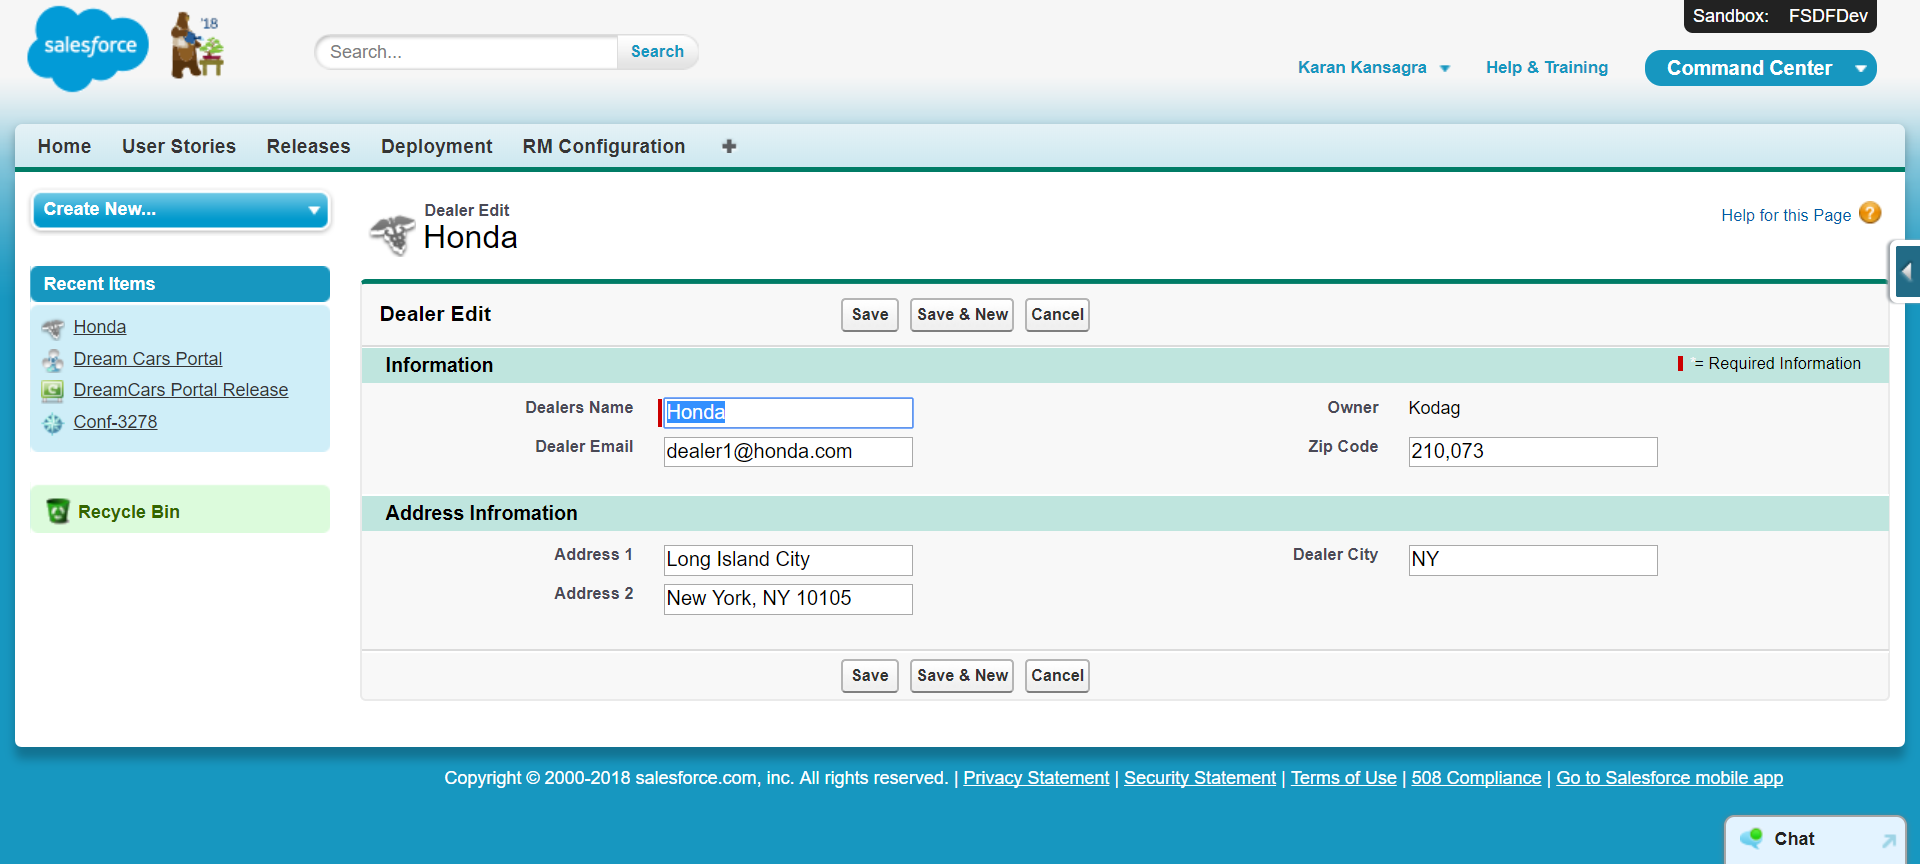 Sandbox: FSDFDev
salesforce
'18
Search...
Search
Karan Kansagra
Help & Training
Command Center
Home
User Stories
Releases
Deployment
RM Configuration
Create New...
Recent Items
Honda
Dream Cars Portal
DreamCars Portal Release
Conf-3278
Recycle Bin
Dealer Edit
Honda
Help for this Page ?
Dealer Edit
Save
Save & New
Cancel
Information
= Required Information
Dealers Name
Honda
Owner
Kodag
Dealer Email
dealer1@honda.com
Zip Code
210,073
Address Infromation
Address 1
Long Island City
Dealer City
NY
Address 2
New York, NY 10105
Save
Save & New
Cancel
Copyright © 2000-2018 salesforce.com, inc. All rights reserved. | Privacy Statement | Security Statement | Terms of Use | 508 Compliance | Go to Salesforce mobile app
Chat